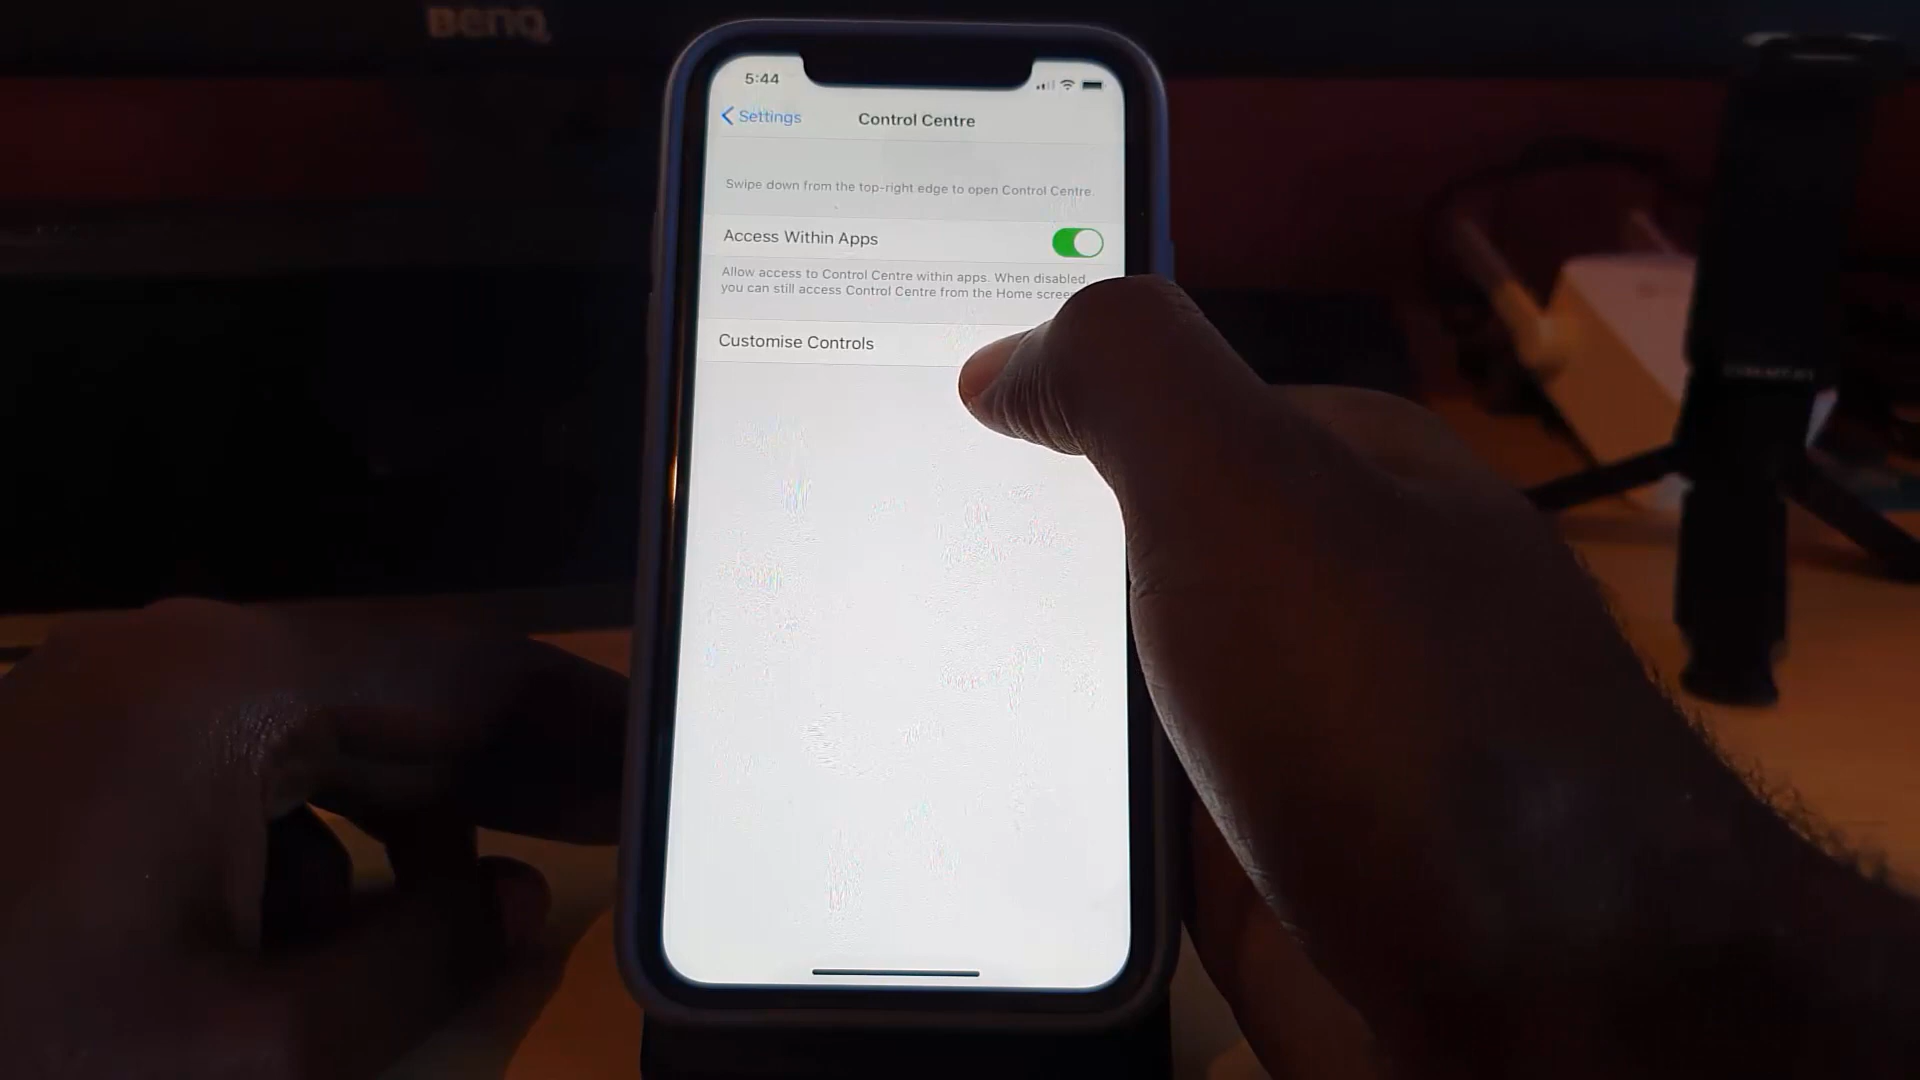 BenQ
5:44
Settings
Control Centre
Swipe down from the top-right edge to open Control Centre.
Access Within Apps
Allow access to Control Centre within apps. When disabled,
you can still access Control Centre from the Home
Customise Controls